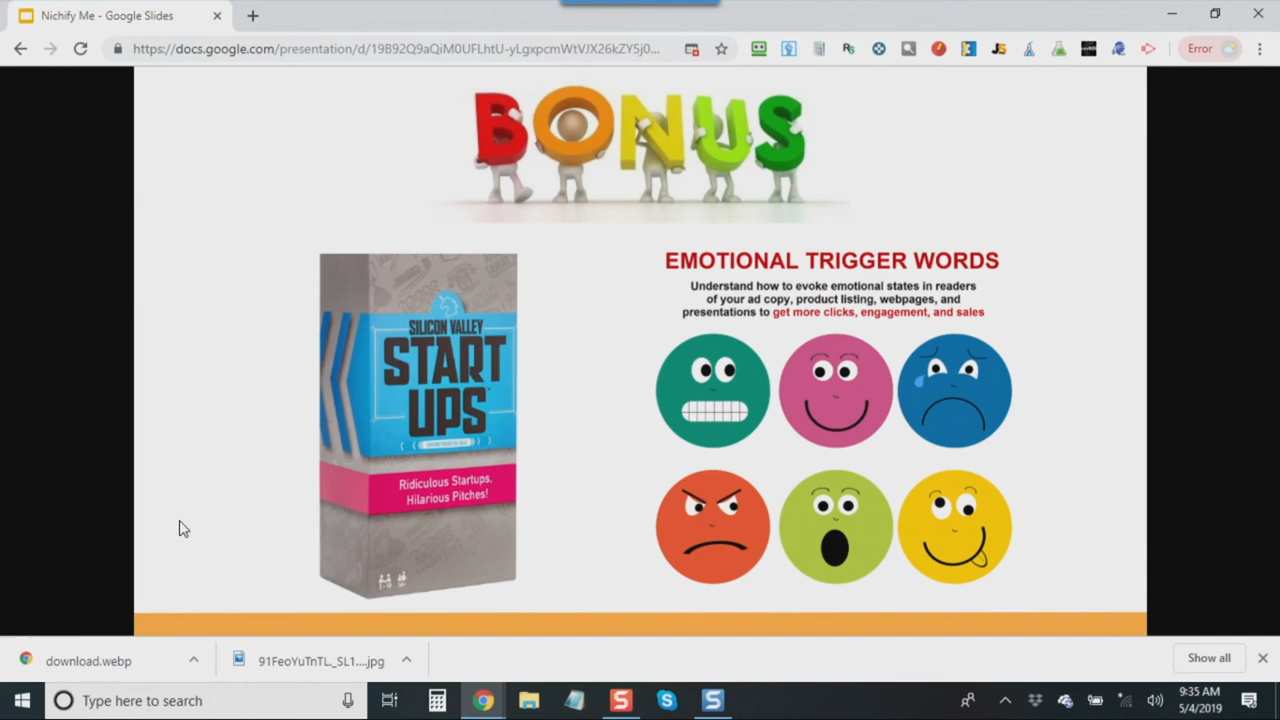 Nichify Me - Google Slides
https://docs.google.com/presentation/d/19B92Q9aQiM0UFLhtU-yLgxpcmWtVJX26kZY5j0...
Error
BONUS
SILICON VALLEY
START
UPS
Ridiculous Startups,
Hilarious Pitches!
EMOTIONAL TRIGGER WORDS
Understand how to evoke emotional states in readers
of your ad copy, product listing, webpages, and
presentations to get more clicks, engagement, and sales
download.webp
91FeoYuTnTL._SL1....jpg
Show all
Type here to search
9:35 AM
5/4/2019